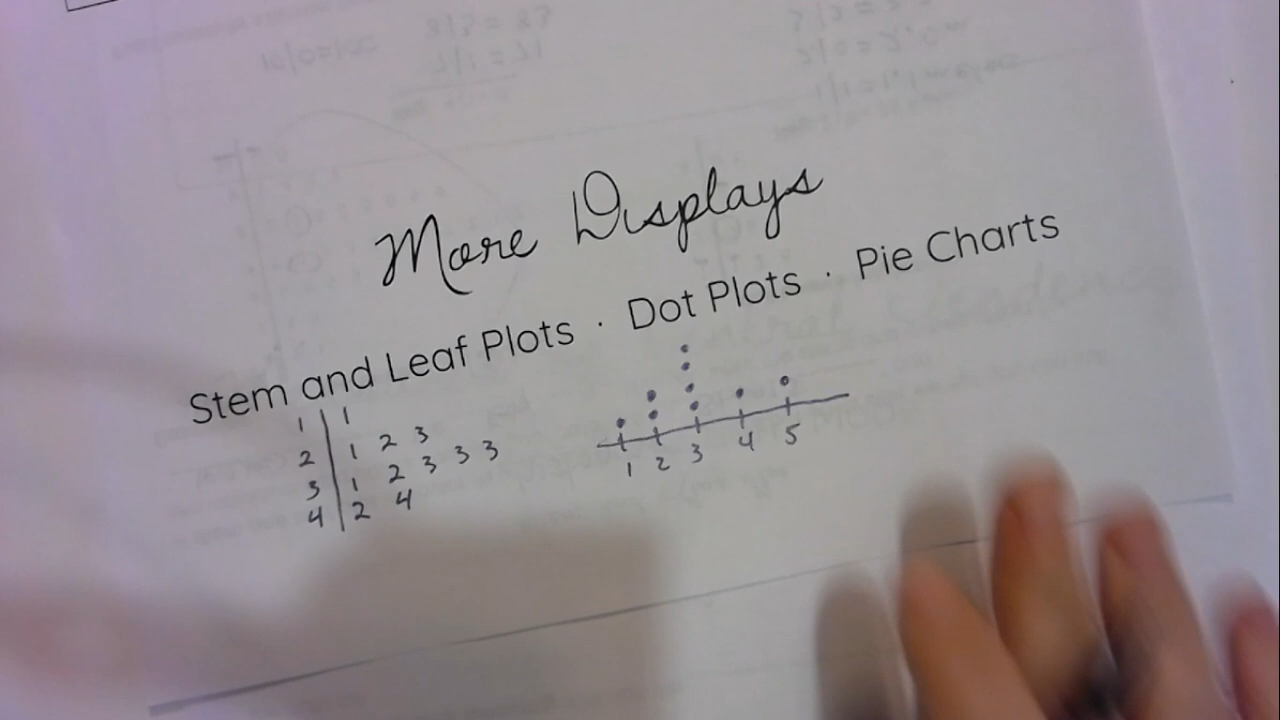 More Displays
Stem and Leaf Plots · Dot Plots · Pie Charts
1 | 1
2 | 1 2 3
3 | 1 2 3 3 3
4 | 2 4
1 2 3 4 5